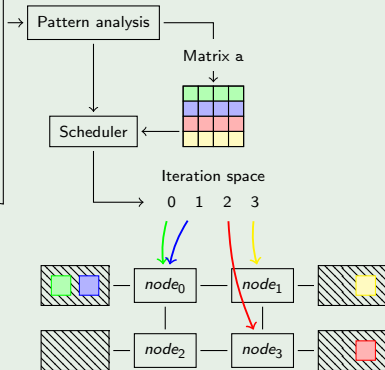 Pattern analysis
Matrix a
Scheduler
Iteration space
0 1 2 3
node0
node1
node2
node3